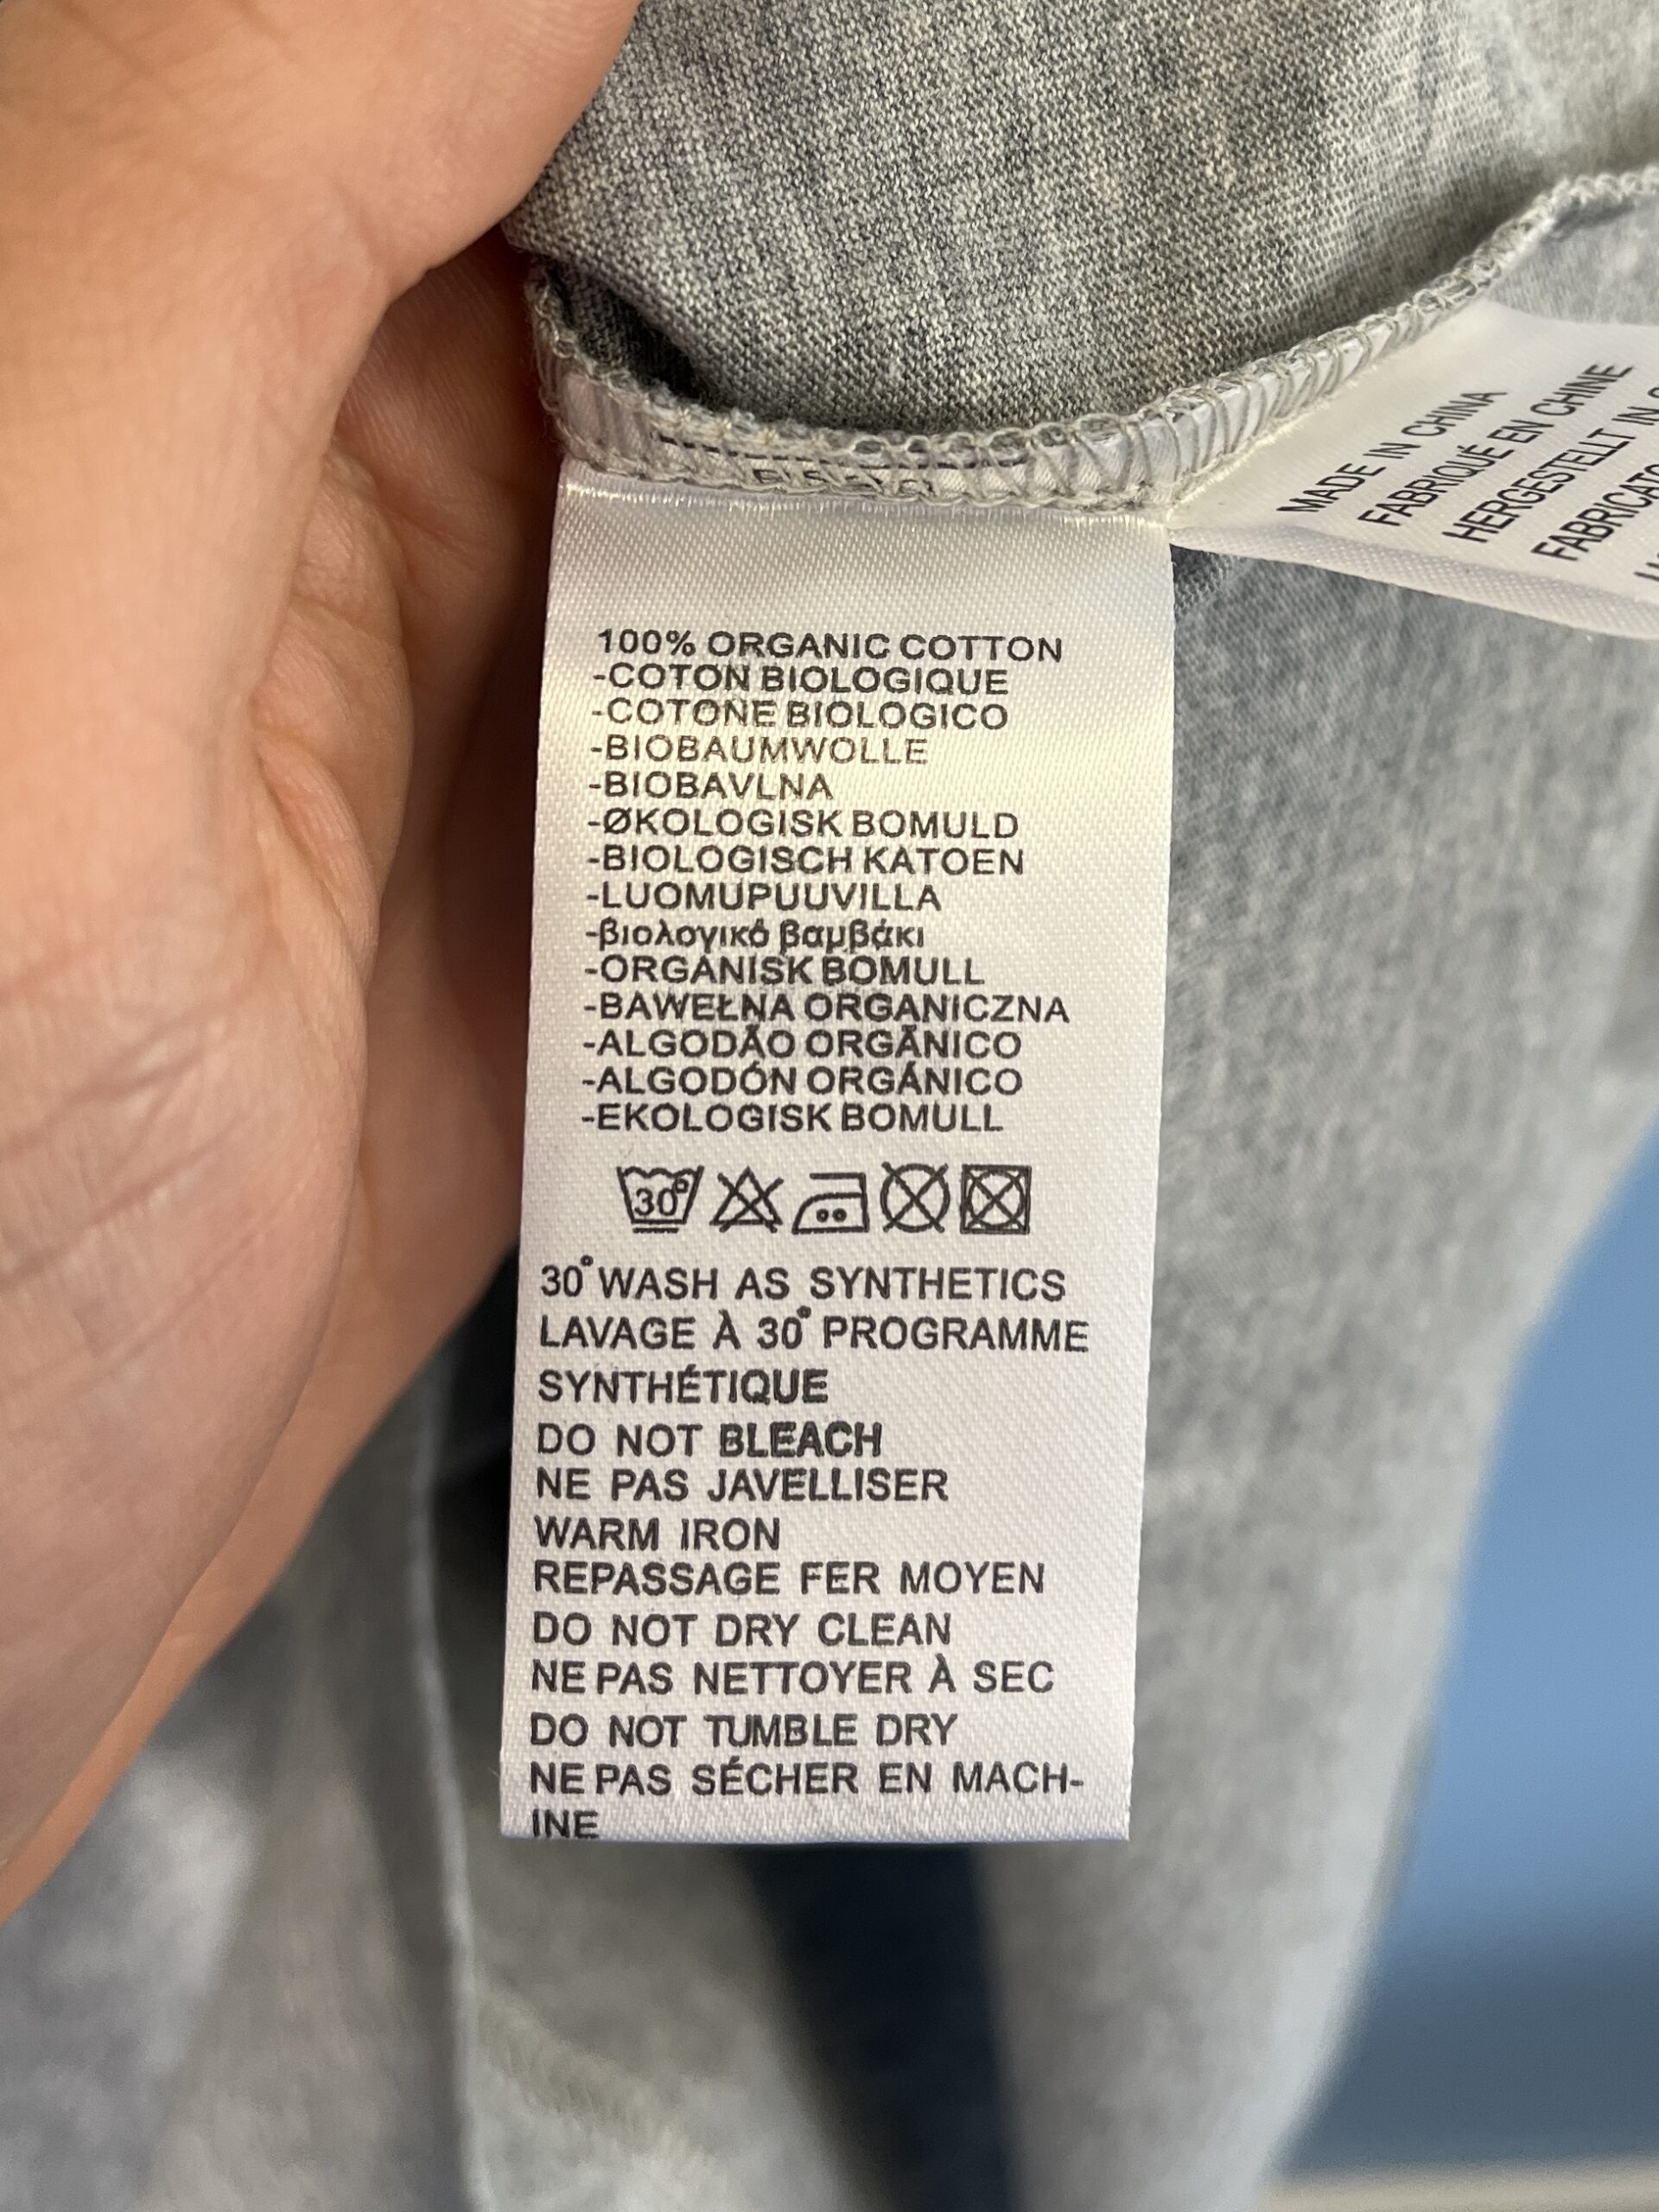 100% ORGANIC COTTON
-COTON BIOLOGIQUE
-COTONE BIOLOGICO
-BIOBAUMWOLLE
-BIOBAVLNA
-ØKOLOGISK BOMULD
-BIOLOGISCH KATOEN
-LUOMUPUUVILLA
-βιολογικό βαμβάκι
-ORGANISK BOMULL
-BAWEŁNA ORGANICZNA
-ALGODÃO ORGÃNICO
-ALGODÓN ORGÁNICO
-EKOLOGISK BOMULL
30°
30° WASH AS SYNTHETICS
LAVAGE À 30° PROGRAMME
SYNTHÉTIQUE
DO NOT BLEACH
NE PAS JAVELLISER
WARM IRON
REPASSAGE FER MOYEN
DO NOT DRY CLEAN
NE PAS NETTOYER À SEC
DO NOT TUMBLE DRY
NE PAS SÉCHER EN MACH-
INE
MADE IN CHINA
FABRIQUÉ EN CHINE
HERGESTELLT IN